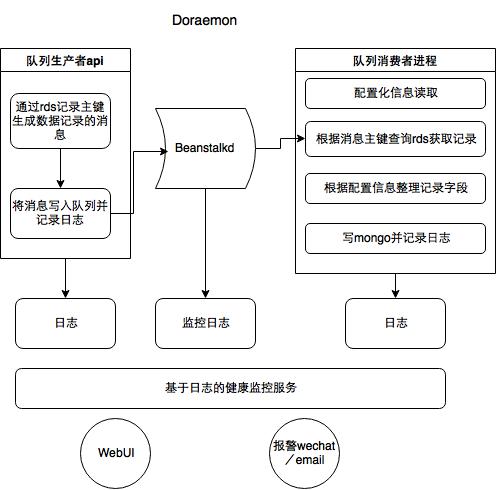 Doraemon
队列生产者api
通过rds记录主键
生成数据记录的消
息
将消息写入队列并
记录日志
Beanstalkd
队列消费者进程
配置化信息读取
根据消息主键查询rds获取记录
根据配置信息整理记录字段
写mongo并记录日志
日志
监控日志
日志
基于日志的健康监控服务
WebUI
报警wechat
／email